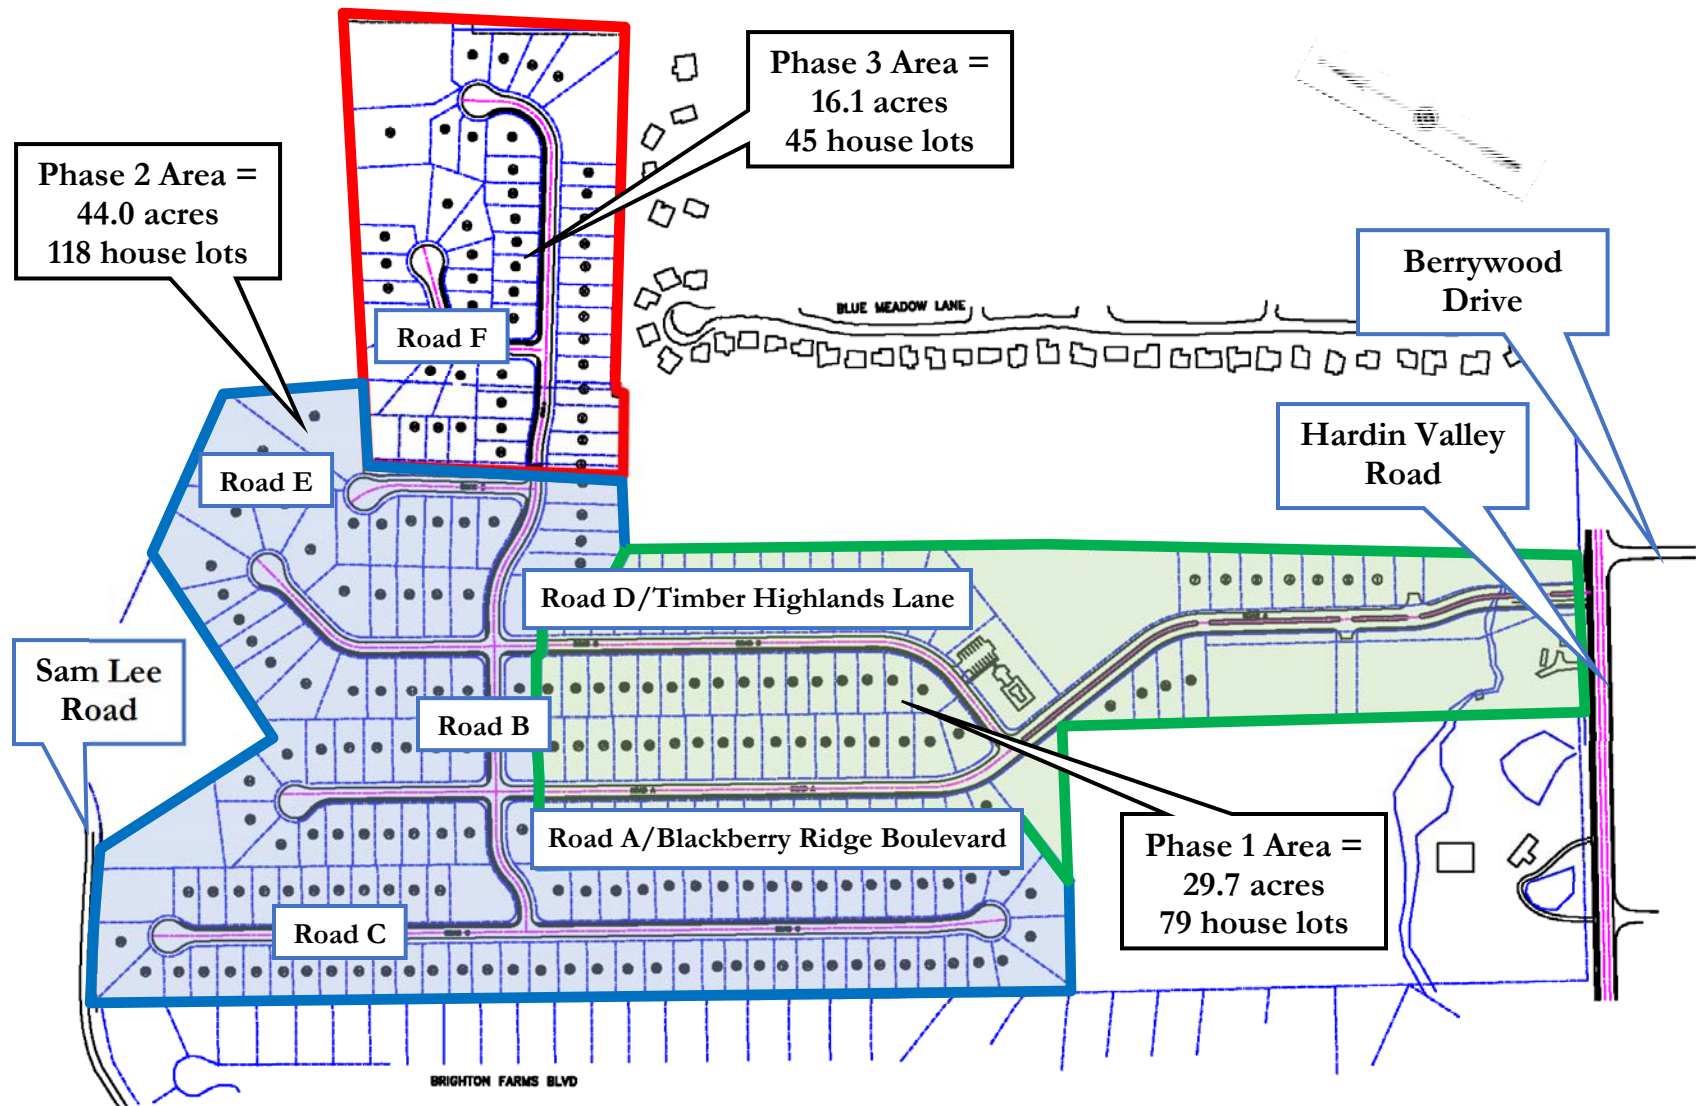 Phase 3 Area =
16.1 acres
45 house lots
Phase 2 Area =
44.0 acres
118 house lots
Berrywood
Drive
BLUE MEADOW LANE
Road F
Hardin Valley
Road
Road E
Road D/Timber Highlands Lane
Sam Lee
Road
Road B
Road A/Blackberry Ridge Boulevard
Phase 1 Area =
29.7 acres
79 house lots
Road C
BRIGHTON FARMS BLVD